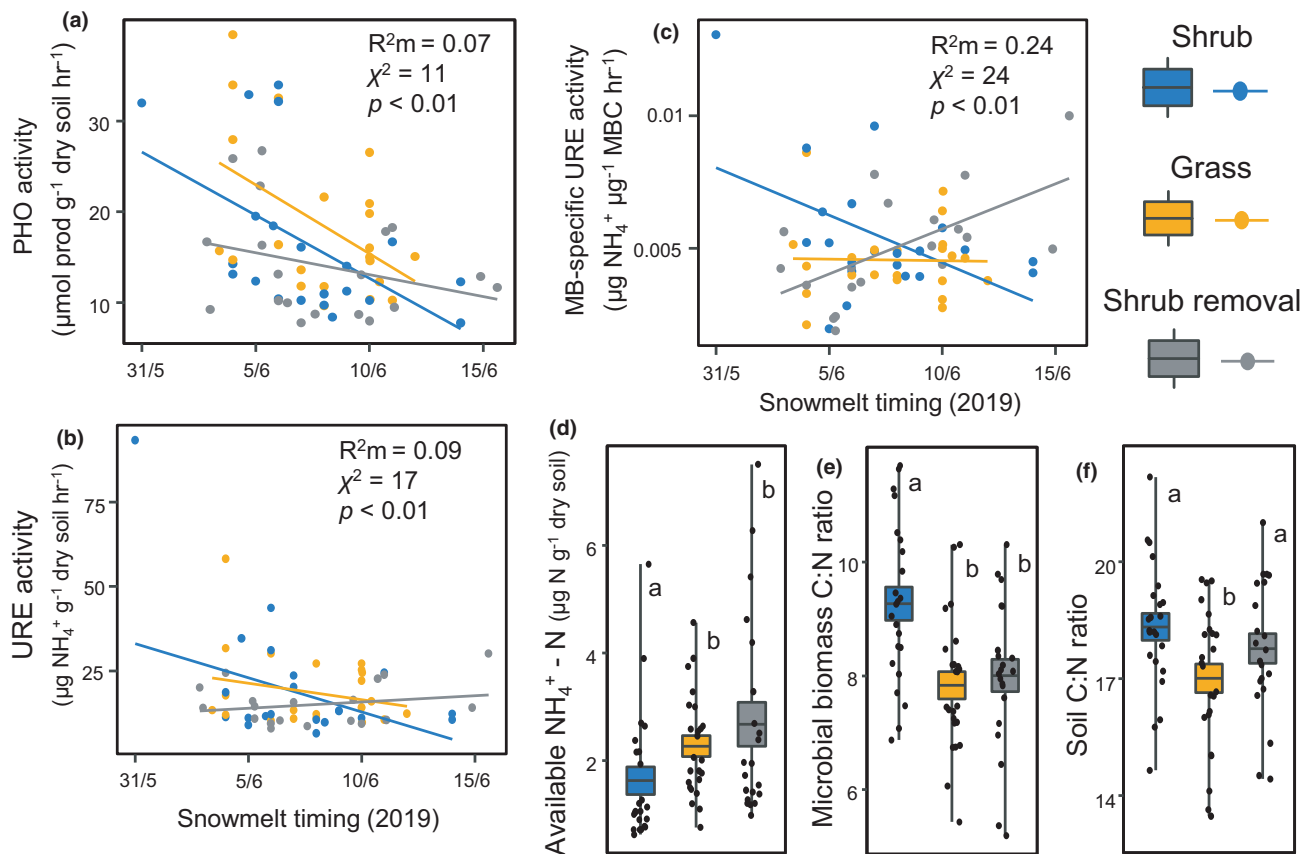 (a)
R²m = 0.07
χ² = 11
p < 0.01
PHO activity
(µmol prod g⁻¹ dry soil hr⁻¹)
30
20
10
31/5
5/6
10/6
15/6
(c)
R²m = 0.24
χ² = 24
p < 0.01
MB-specific URE activity
(µg NH₄⁺ µg⁻¹ MBC hr⁻¹)
0.01
0.005
31/5
5/6
10/6
15/6
Snowmelt timing (2019)
Shrub
Grass
Shrub removal
(b)
R²m = 0.09
χ² = 17
p < 0.01
URE activity
(µg NH₄⁺ g⁻¹ dry soil hr⁻¹)
75
50
25
31/5
5/6
10/6
15/6
Snowmelt timing (2019)
(d)
Available NH₄⁺ - N (µg N g⁻¹ dry soil)
6
4
2
a
b
b
(e)
Microbial biomass C:N ratio
10
8
6
a
b
b
(f)
Soil C:N ratio
20
17
14
a
b
a